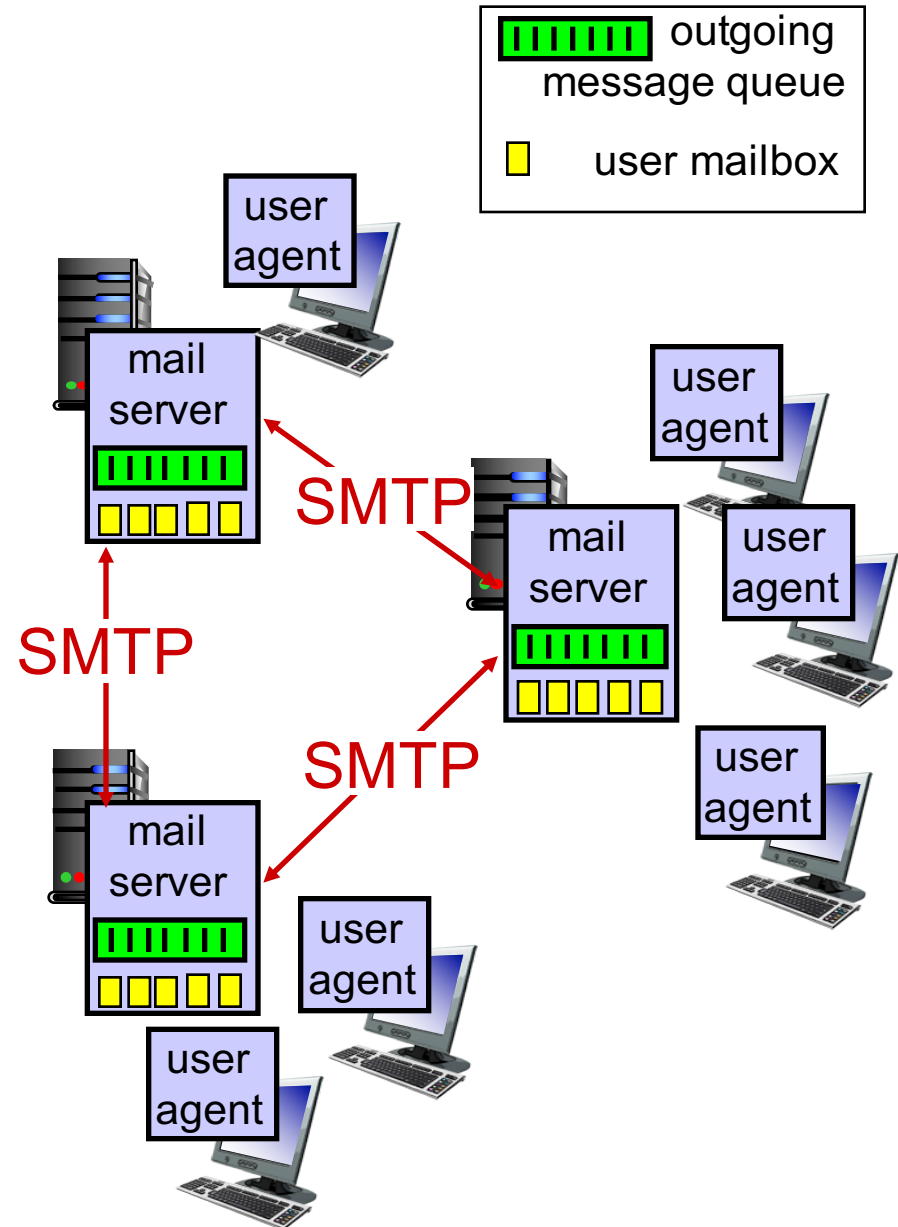 outgoing
message queue
user mailbox
user
agent
mail
server
user
agent
SMTP
mail
server
user
agent
SMTP
SMTP
user
agent
mail
server
user
agent
user
agent